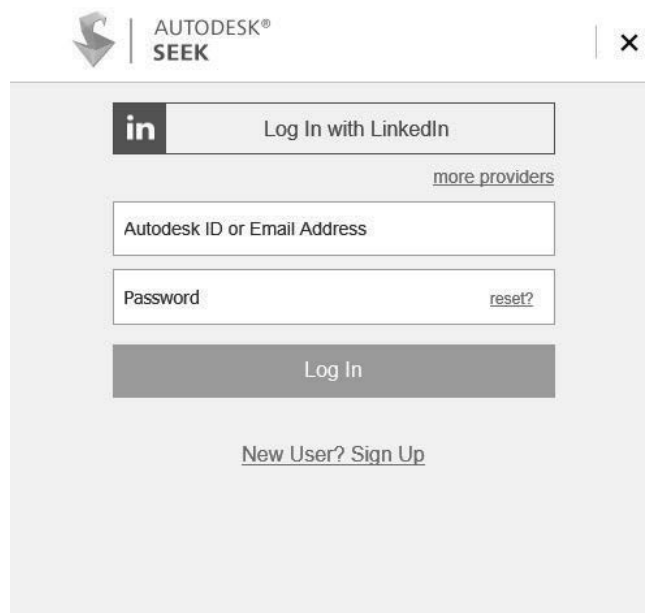 AUTODESK®
SEEK
in Log In with LinkedIn
more providers
Autodesk ID or Email Address
Password reset?
Log In
New User? Sign Up